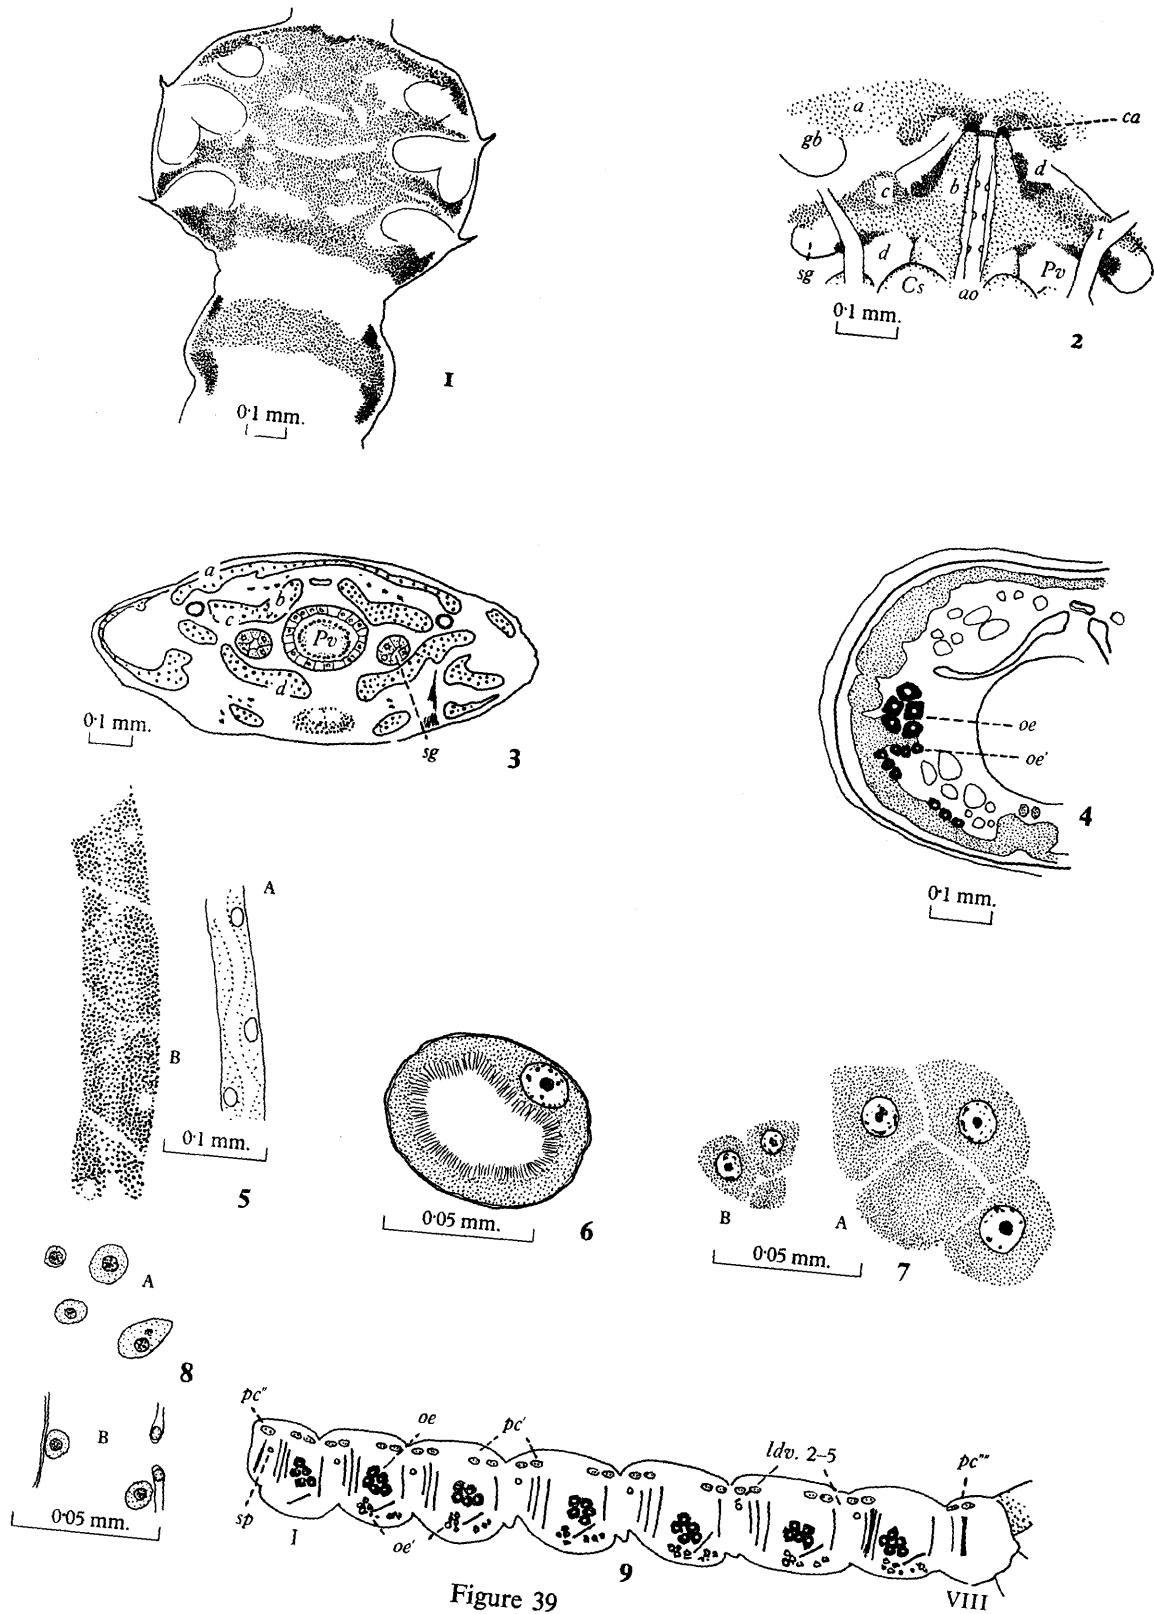 0·1 mm.
1
a
gb
ca
c
b
d
t
sg
d
Cs
ao
Pv
0·1 mm.
2
a
b
c
Pv
d
0·1 mm.
sg
3
oe
oe'
4
0·1 mm.
A
B
0·1 mm.
5
0·05 mm.
6
B
A
0·05 mm.
7
A
8
B
0·05 mm.
pc''
oe
pc'
ldv. 2–5
pc''''
sp
I
oe'
9
VIII
Figure 39